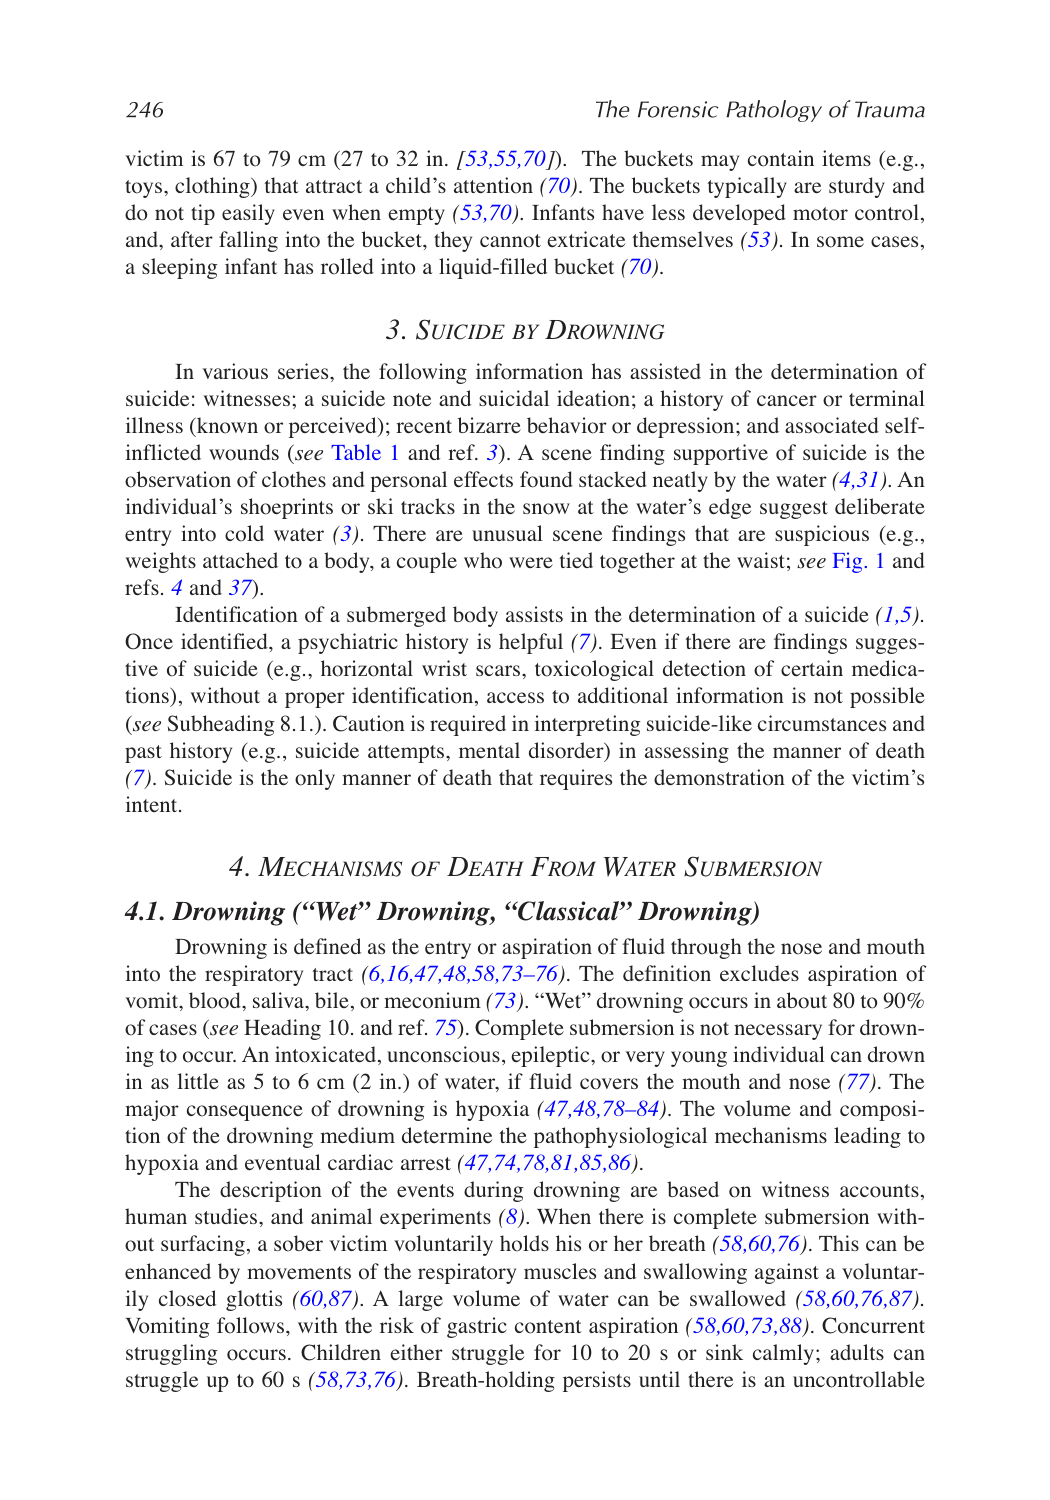 246 The Forensic Pathology of Trauma
victim is 67 to 79 cm (27 to 32 in. [53,55,70]). The buckets may contain items (e.g.,
toys, clothing) that attract a child's attention (70). The buckets typically are sturdy and
do not tip easily even when empty (53,70). Infants have less developed motor control,
and, after falling into the bucket, they cannot extricate themselves (53). In some cases,
a sleeping infant has rolled into a liquid-filled bucket (70).
3. SUICIDE BY DROWNING
In various series, the following information has assisted in the determination of
suicide: witnesses; a suicide note and suicidal ideation; a history of cancer or terminal
illness (known or perceived); recent bizarre behavior or depression; and associated self-
inflicted wounds (see Table 1 and ref. 3). A scene finding supportive of suicide is the
observation of clothes and personal effects found stacked neatly by the water (4,31). An
individual's shoeprints or ski tracks in the snow at the water's edge suggest deliberate
entry into cold water (3). There are unusual scene findings that are suspicious (e.g.,
weights attached to a body, a couple who were tied together at the waist; see Fig. 1 and
refs. 4 and 37).
Identification of a submerged body assists in the determination of a suicide (1,5).
Once identified, a psychiatric history is helpful (7). Even if there are findings sugges-
tive of suicide (e.g., horizontal wrist scars, toxicological detection of certain medica-
tions), without a proper identification, access to additional information is not possible
(see Subheading 8.1.). Caution is required in interpreting suicide-like circumstances and
past history (e.g., suicide attempts, mental disorder) in assessing the manner of death
(7). Suicide is the only manner of death that requires the demonstration of the victim's
intent.
4. MECHANISMS OF DEATH FROM WATER SUBMERSION
4.1. Drowning ("Wet" Drowning, "Classical" Drowning)
Drowning is defined as the entry or aspiration of fluid through the nose and mouth
into the respiratory tract (6,16,47,48,58,73–76). The definition excludes aspiration of
vomit, blood, saliva, bile, or meconium (73). "Wet" drowning occurs in about 80 to 90%
of cases (see Heading 10. and ref. 75). Complete submersion is not necessary for drown-
ing to occur. An intoxicated, unconscious, epileptic, or very young individual can drown
in as little as 5 to 6 cm (2 in.) of water, if fluid covers the mouth and nose (77). The
major consequence of drowning is hypoxia (47,48,78–84). The volume and composi-
tion of the drowning medium determine the pathophysiological mechanisms leading to
hypoxia and eventual cardiac arrest (47,74,78,81,85,86).
The description of the events during drowning are based on witness accounts,
human studies, and animal experiments (8). When there is complete submersion with-
out surfacing, a sober victim voluntarily holds his or her breath (58,60,76). This can be
enhanced by movements of the respiratory muscles and swallowing against a voluntar-
ily closed glottis (60,87). A large volume of water can be swallowed (58,60,76,87).
Vomiting follows, with the risk of gastric content aspiration (58,60,73,88). Concurrent
struggling occurs. Children either struggle for 10 to 20 s or sink calmly; adults can
struggle up to 60 s (58,73,76). Breath-holding persists until there is an uncontrollable